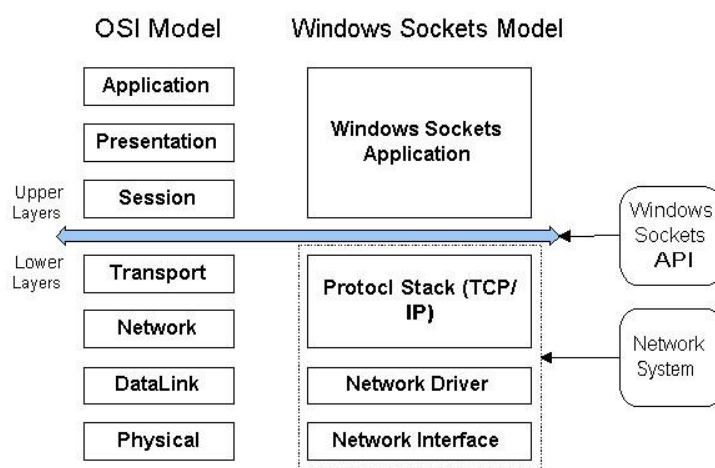 OSI Model
Windows Sockets Model
Application
Presentation
Session
Windows Sockets
Application
Upper
Layers
Windows
Sockets
API
Lower
Layers
Transport
Network
DataLink
Physical
Protocl Stack (TCP/
IP)
Network Driver
Network Interface
Network
System